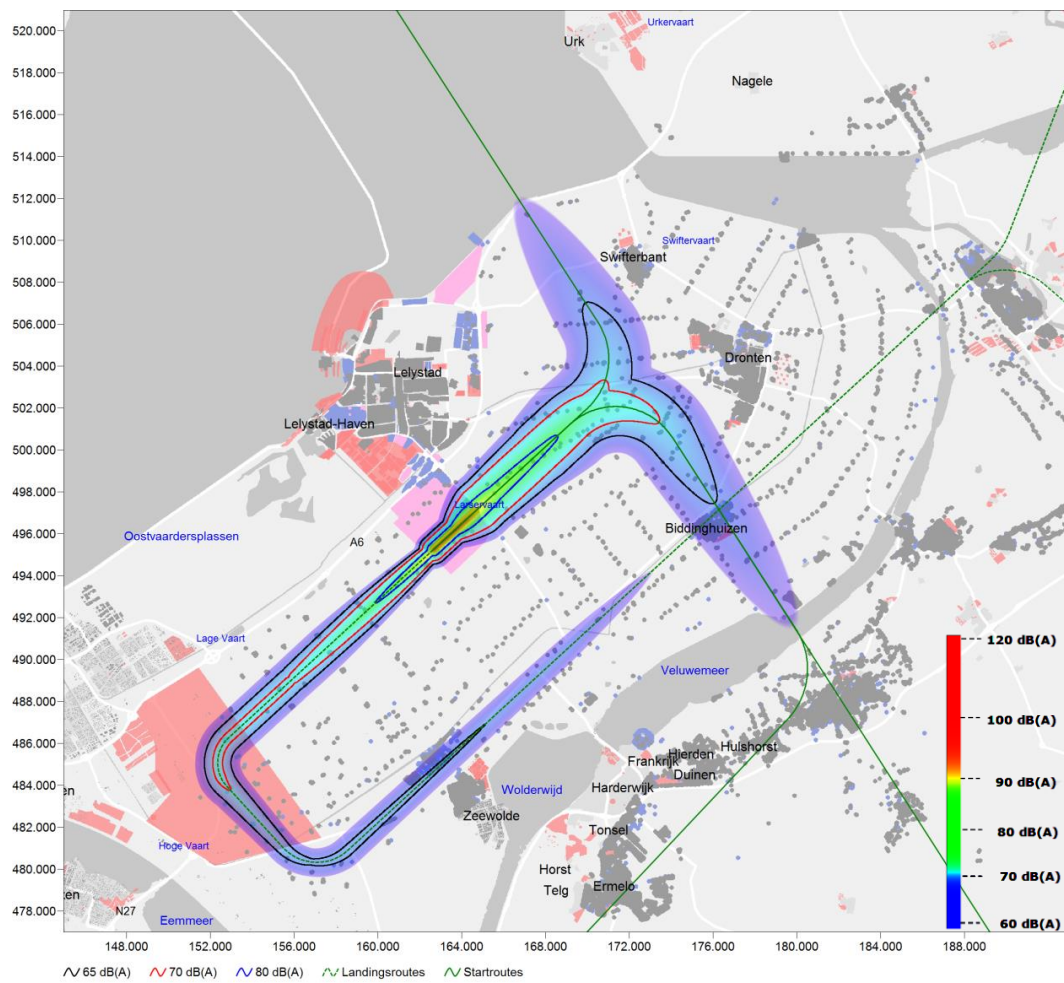 520.000
518.000
516.000
514.000
512.000
510.000
508.000
506.000
504.000
502.000
500.000
498.000
496.000
494.000
492.000
490.000
488.000
486.000
484.000
482.000
480.000
478.000
Urk
Urkervaart
Nagele
Swifterbant
Swiftervaart
Lelystad
Dronten
Lelystad-Haven
Larservaart
Oostvaardersplassen
A6
Biddinghuizen
Lage Vaart
Veluwemeer
Hierden
Hulshorst
Frankrijk
Duinen
Wolderwijd
Harderwijk
en
Zeewolde
Tonsel
Hoge Vaart
Horst
Telg
Ermelo
ten
N27
Eemmeer
120 dB(A)
100 dB(A)
90 dB(A)
80 dB(A)
70 dB(A)
60 dB(A)
148.000 152.000 156.000 160.000 164.000 168.000 172.000 176.000 180.000 184.000 188.000
65 dB(A) 70 dB(A) 80 dB(A) Landingsroutes Startroutes